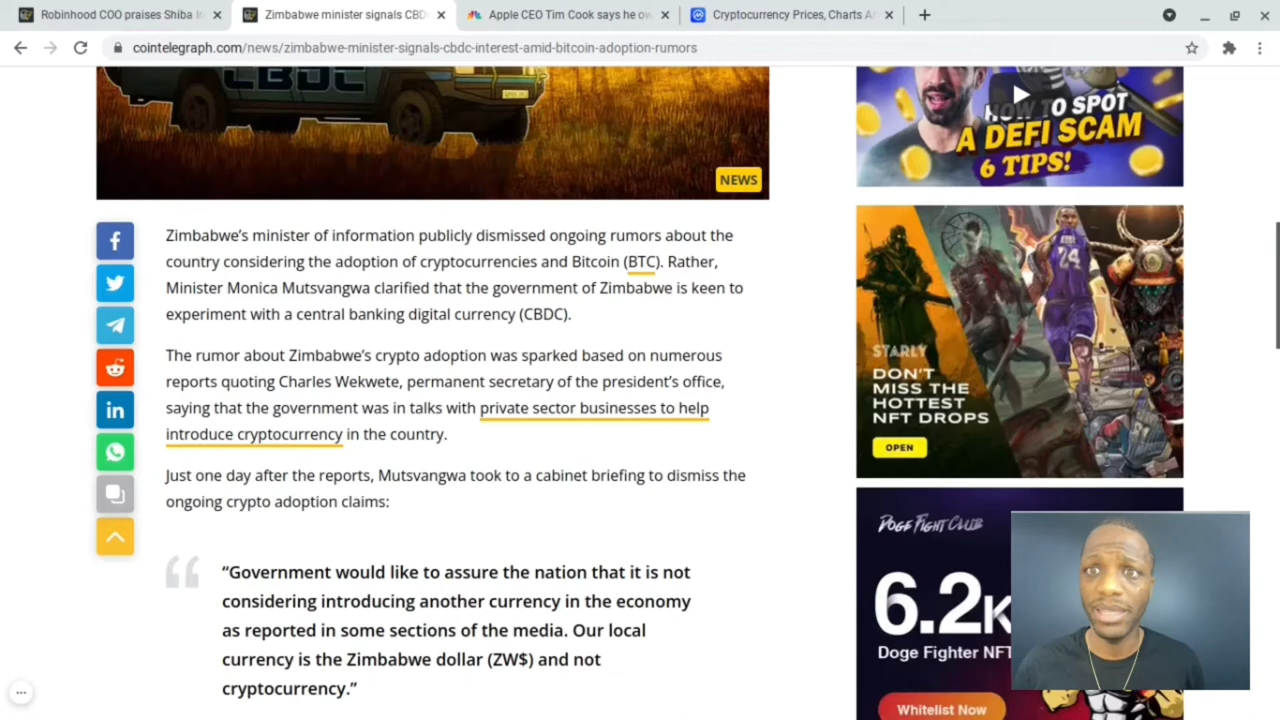 Robinhood COO praises Shiba In
Zimbabwe minister signals CBD
Apple CEO Tim Cook says he ow
Cryptocurrency Prices, Charts A
cointelegraph.com/news/zimbabwe-minister-signals-cbdc-interest-amid-bitcoin-adoption-rumors
CBDC
NEWS
HOW TO SPOT
A DEFI SCAM
6 TIPS!
Zimbabwe's minister of information publicly dismissed ongoing rumors about the
country considering the adoption of cryptocurrencies and Bitcoin (BTC). Rather,
Minister Monica Mutsvangwa clarified that the government of Zimbabwe is keen to
experiment with a central banking digital currency (CBDC).
The rumor about Zimbabwe's crypto adoption was sparked based on numerous
reports quoting Charles Wekwete, permanent secretary of the president's office,
saying that the government was in talks with private sector businesses to help
introduce cryptocurrency in the country.
Just one day after the reports, Mutsvangwa took to a cabinet briefing to dismiss the
ongoing crypto adoption claims:
“Government would like to assure the nation that it is not
considering introducing another currency in the economy
as reported in some sections of the media. Our local
currency is the Zimbabwe dollar (ZW$) and not
cryptocurrency.”
24
STARLY
DON'T
MISS THE
HOTTEST
NFT DROPS
OPEN
DOGE FIGHT CLUB
6.2K
Doge Fighter NFT
Whitelist Now